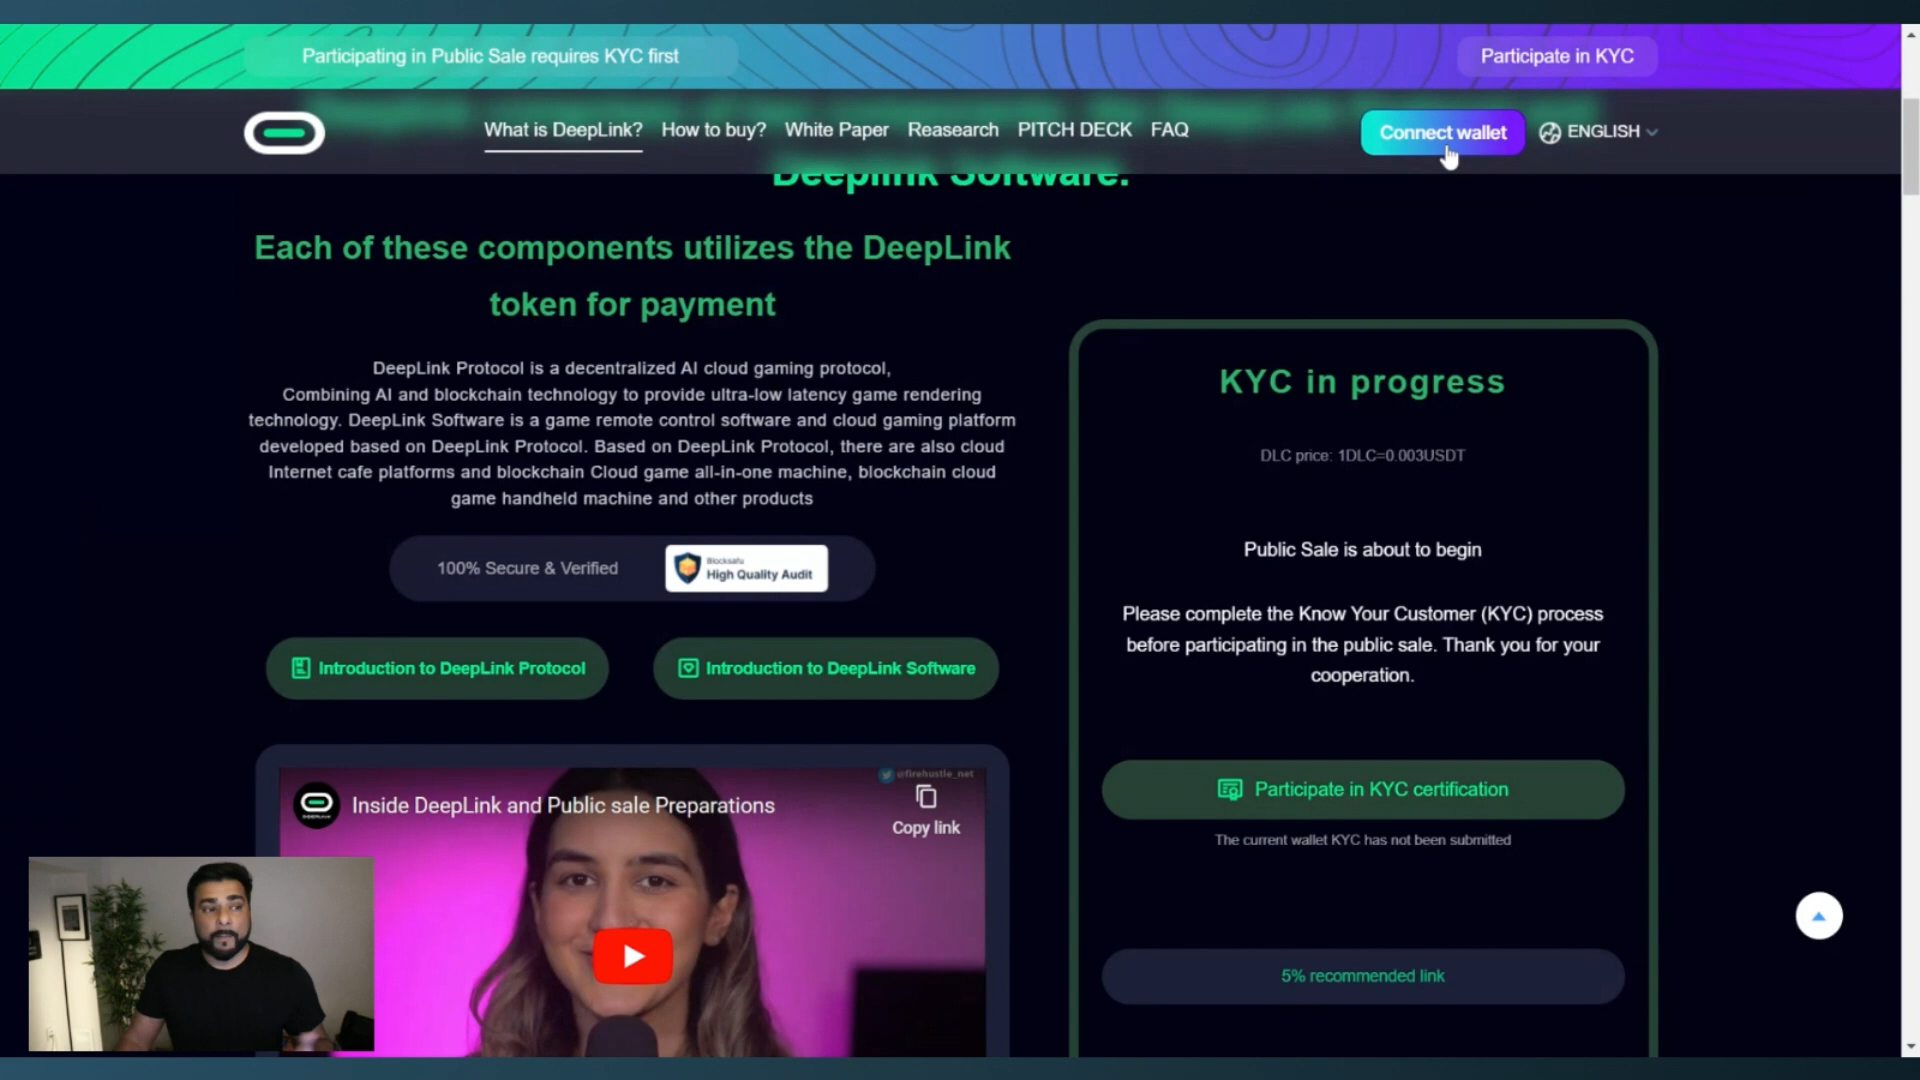 Participating in Public Sale requires KYC first
Participate in KYC
What is DeepLink?
How to buy?
White Paper
Reasearch
PITCH DECK
FAQ
Connect wallet
ENGLISH
Deeplink Software.
Each of these components utilizes the DeepLink
token for payment
DeepLink Protocol is a decentralized AI cloud gaming protocol,
Combining AI and blockchain technology to provide ultra-low latency game rendering
technology. DeepLink Software is a game remote control software and cloud gaming platform
developed based on DeepLink Protocol. Based on DeepLink Protocol, there are also cloud
Internet cafe platforms and blockchain Cloud game all-in-one machine, blockchain cloud
game handheld machine and other products
100% Secure & Verified
Blocksafu
High Quality Audit
Introduction to DeepLink Protocol
Introduction to DeepLink Software
@firehustle_net
Inside DeepLink and Public sale Preparations
Copy link
DEEPLINK
KYC in progress
DLC price: 1DLC=0.003USDT
Public Sale is about to begin
Please complete the Know Your Customer (KYC) process
before participating in the public sale. Thank you for your
cooperation.
Participate in KYC certification
The current wallet KYC has not been submitted
5% recommended link